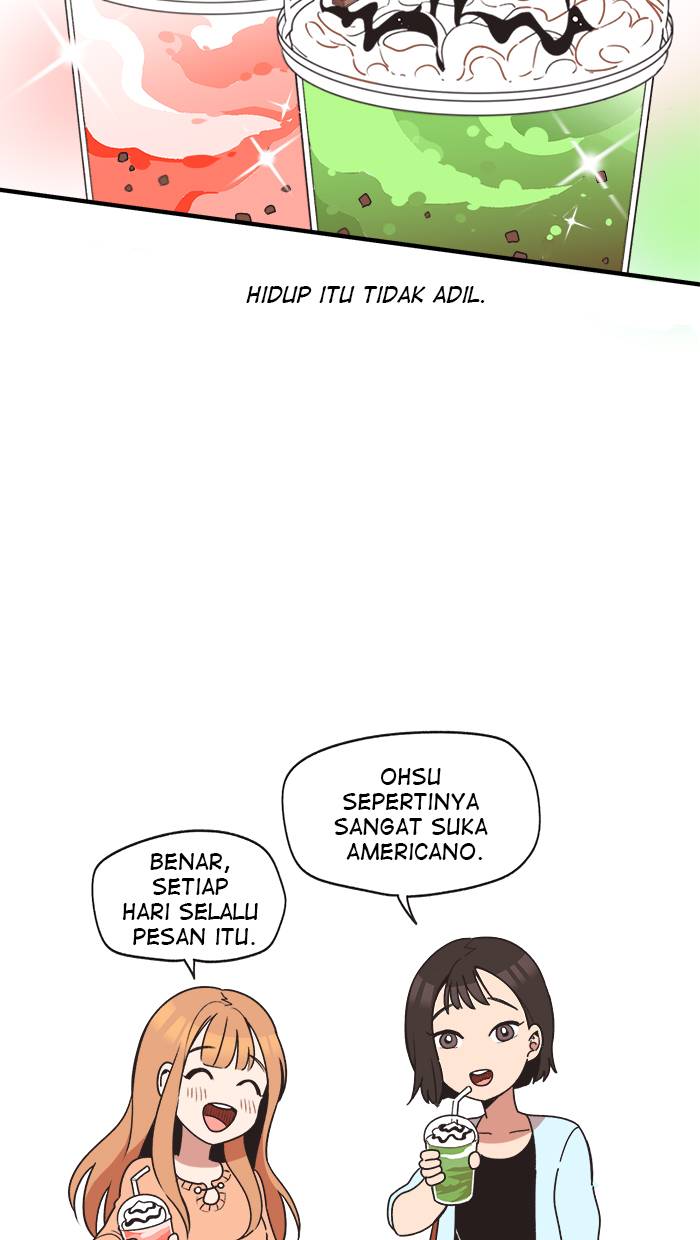 HIDUP ITU TIDAK ADIL.
OHSU
SEPERTINYA
SANGAT SUKA
AMERICANO.
BENAR,
SETIAP
HARI SELALU
PESAN ITU.